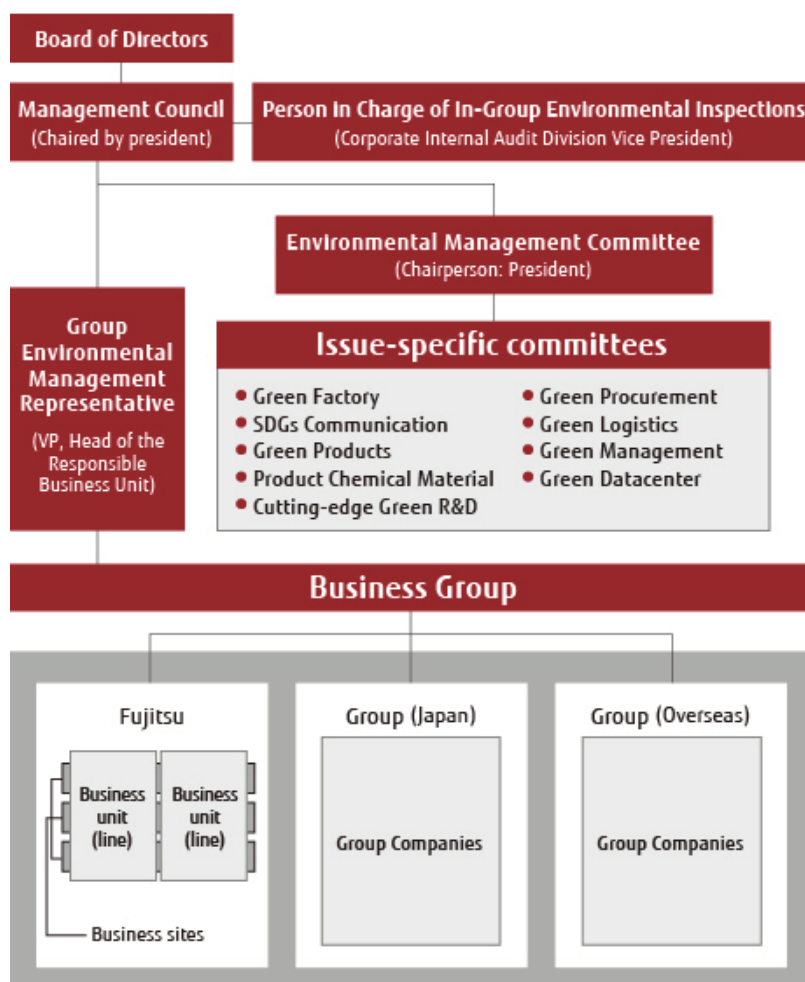 Board of Directors
Management Council
(Chaired by president)
Person in Charge of In-Group Environmental Inspections
(Corporate Internal Audit Division Vice President)
Environmental Management Committee
(Chairperson: President)
Group
Environmental
Management
Representative
(VP, Head of the
Responsible
Business Unit)
Issue-specific committees
Green Factory
SDGs Communication
Green Products
Product Chemical Material
Cutting-edge Green R&D
Green Procurement
Green Logistics
Green Management
Green Datacenter
Business Group
Fujitsu
Business
unit
(line)
Business
unit
(line)
Business sites
Group (Japan)
Group Companies
Group (Overseas)
Group Companies